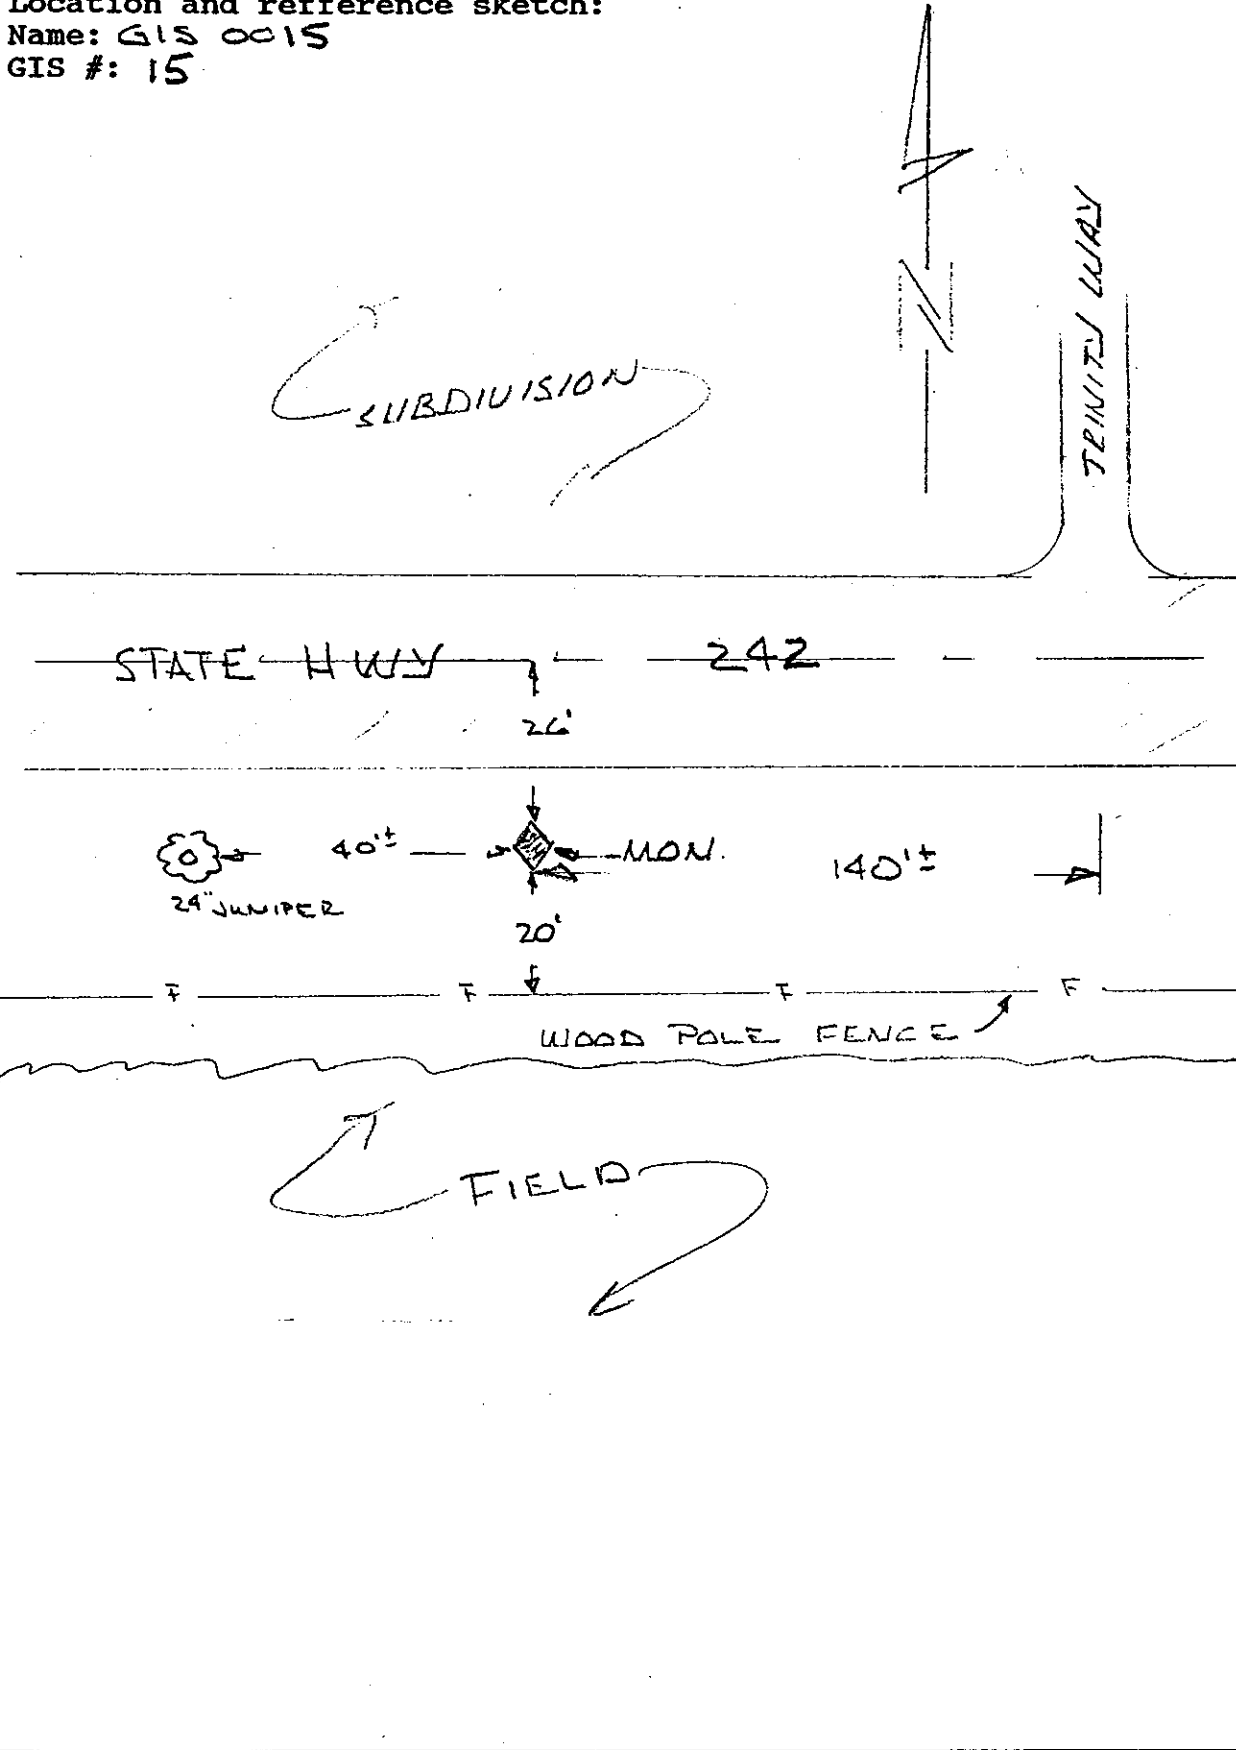 Location and refference sketch:
Name: GIS 0015
GIS #: 15
N
TRINITY WAY
SUBDIVISION
STATE HWY 242
26'
40'±
MON.
140'±
24" JUNIPER
20'
F F F F
WOOD POLE FENCE
FIELD